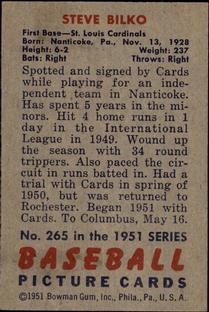 STEVE BILKO
First Base—St. Louis Cardinals
Born: Nanticoke, Pa., Nov. 13, 1928
Height: 6-2 Weight: 237
Bats: Right Throws: Right
Spotted and signed by Cards
while playing for an inde-
pendent team in Nanticoke.
Has spent 5 years in the mi-
nors. Hit 4 home runs in 1
day in the International
League in 1949. Wound up
the season with 34 round
trippers. Also paced the cir-
cuit in runs batted in. Had a
trial with Cards in spring of
1950, but was returned to
Rochester. Began 1951 with
Cards. To Columbus, May 16.
No. 265 in the 1951 SERIES
BASEBALL
PICTURE CARDS
©1951 Bowman Gum, Inc., Phila., Pa., U. S. A.